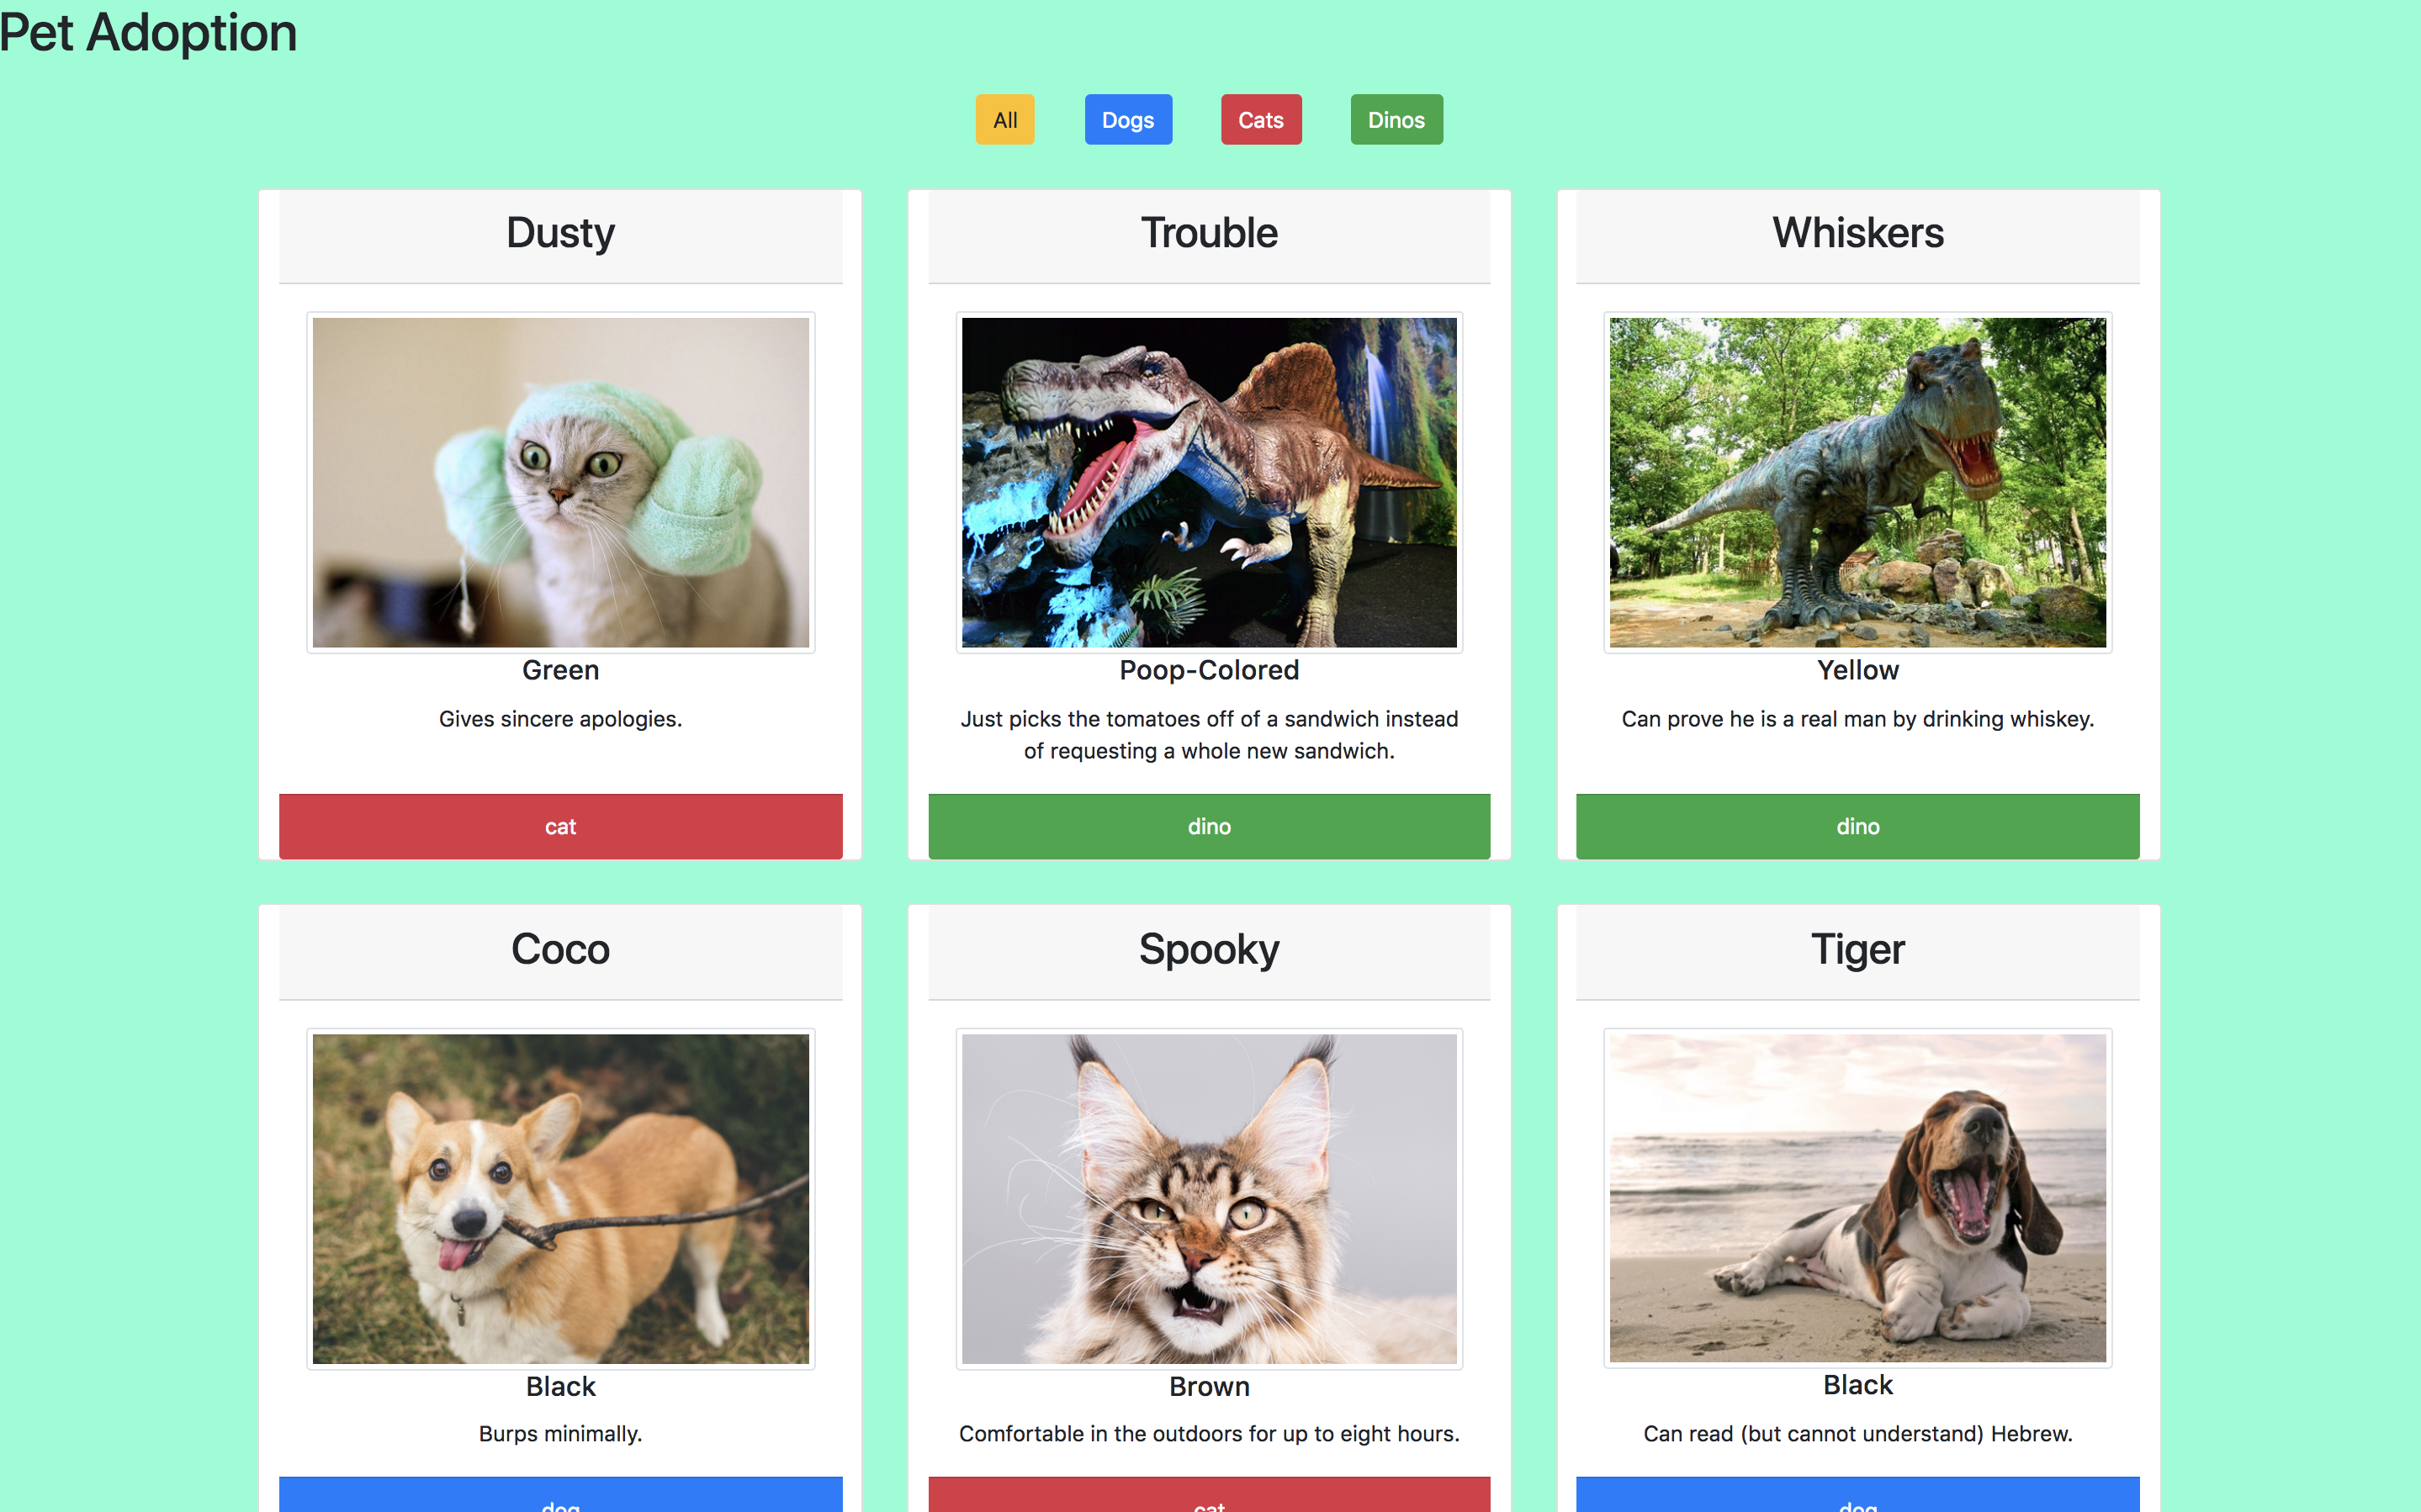 Pet Adoption
All Dogs Cats Dinos
Dusty
Green
Gives sincere apologies.
cat
Trouble
Poop-Colored
Just picks the tomatoes off of a sandwich instead
of requesting a whole new sandwich.
dino
Whiskers
Yellow
Can prove he is a real man by drinking whiskey.
dino
Coco
Black
Burps minimally.
dog
Spooky
Brown
Comfortable in the outdoors for up to eight hours.
cat
Tiger
Black
Can read (but cannot understand) Hebrew.
dog